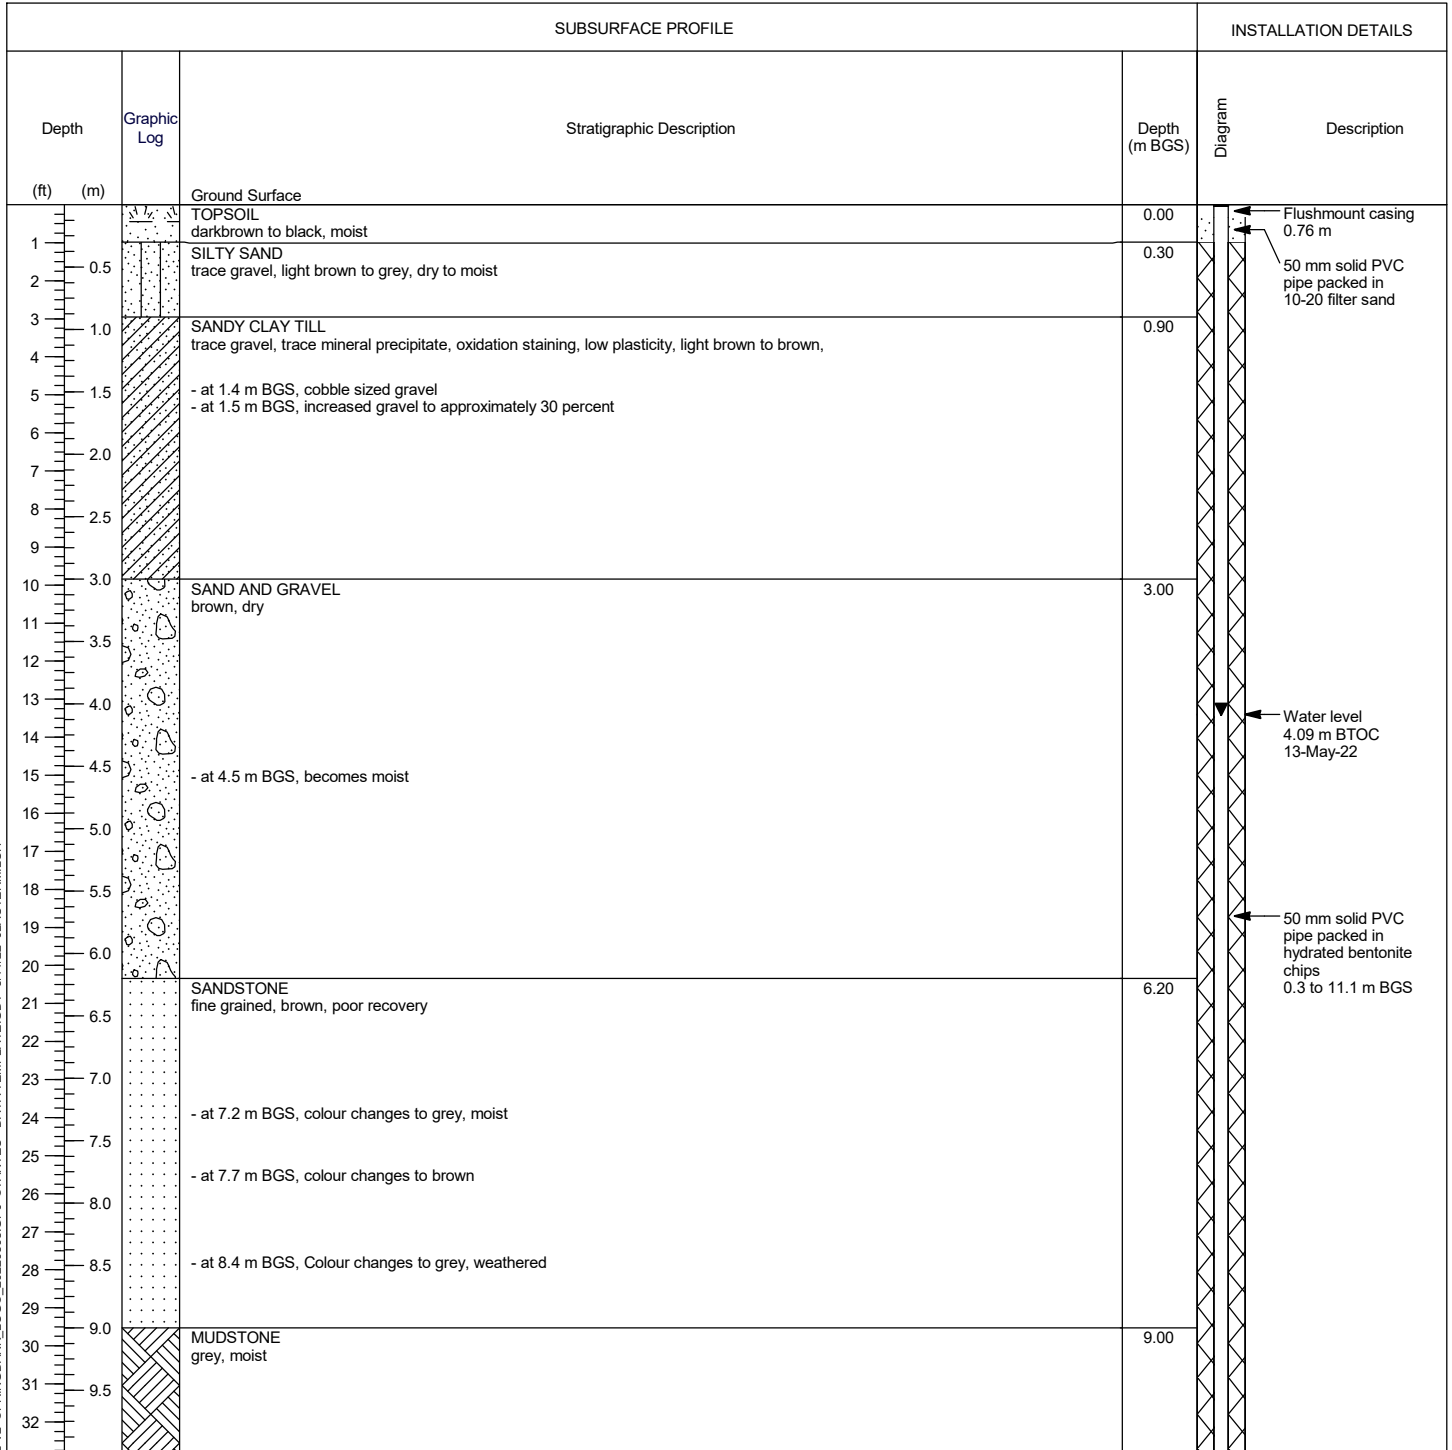 SUBSURFACE PROFILE
INSTALLATION DETAILS
Depth
Graphic
Log
Stratigraphic Description
Depth
(m BGS)
Diagram
Description
(ft)
(m)
Ground Surface
TOPSOIL
darkbrown to black, moist
0.00
SILTY SAND
trace gravel, light brown to grey, dry to moist
0.30
SANDY CLAY TILL
trace gravel, trace mineral precipitate, oxidation staining, low plasticity, light brown to brown,
0.90
- at 1.4 m BGS, cobble sized gravel
- at 1.5 m BGS, increased gravel to approximately 30 percent
SAND AND GRAVEL
brown, dry
3.00
- at 4.5 m BGS, becomes moist
SANDSTONE
fine grained, brown, poor recovery
6.20
- at 7.2 m BGS, colour changes to grey, moist
- at 7.7 m BGS, colour changes to brown
- at 8.4 m BGS, Colour changes to grey, weathered
MUDSTONE
grey, moist
9.00
1
2
3
4
5
6
7
8
9
10
11
12
13
14
15
16
17
18
19
20
21
22
23
24
25
26
27
28
29
30
31
32
0.5
1.0
1.5
2.0
2.5
3.0
3.5
4.0
4.5
5.0
5.5
6.0
6.5
7.0
7.5
8.0
8.5
9.0
9.5
Flushmount casing
0.76 m
50 mm solid PVC
pipe packed in
10-20 filter sand
Water level
4.09 m BTOC
13-May-22
50 mm solid PVC
pipe packed in
hydrated bentonite
chips
0.3 to 11.1 m BGS